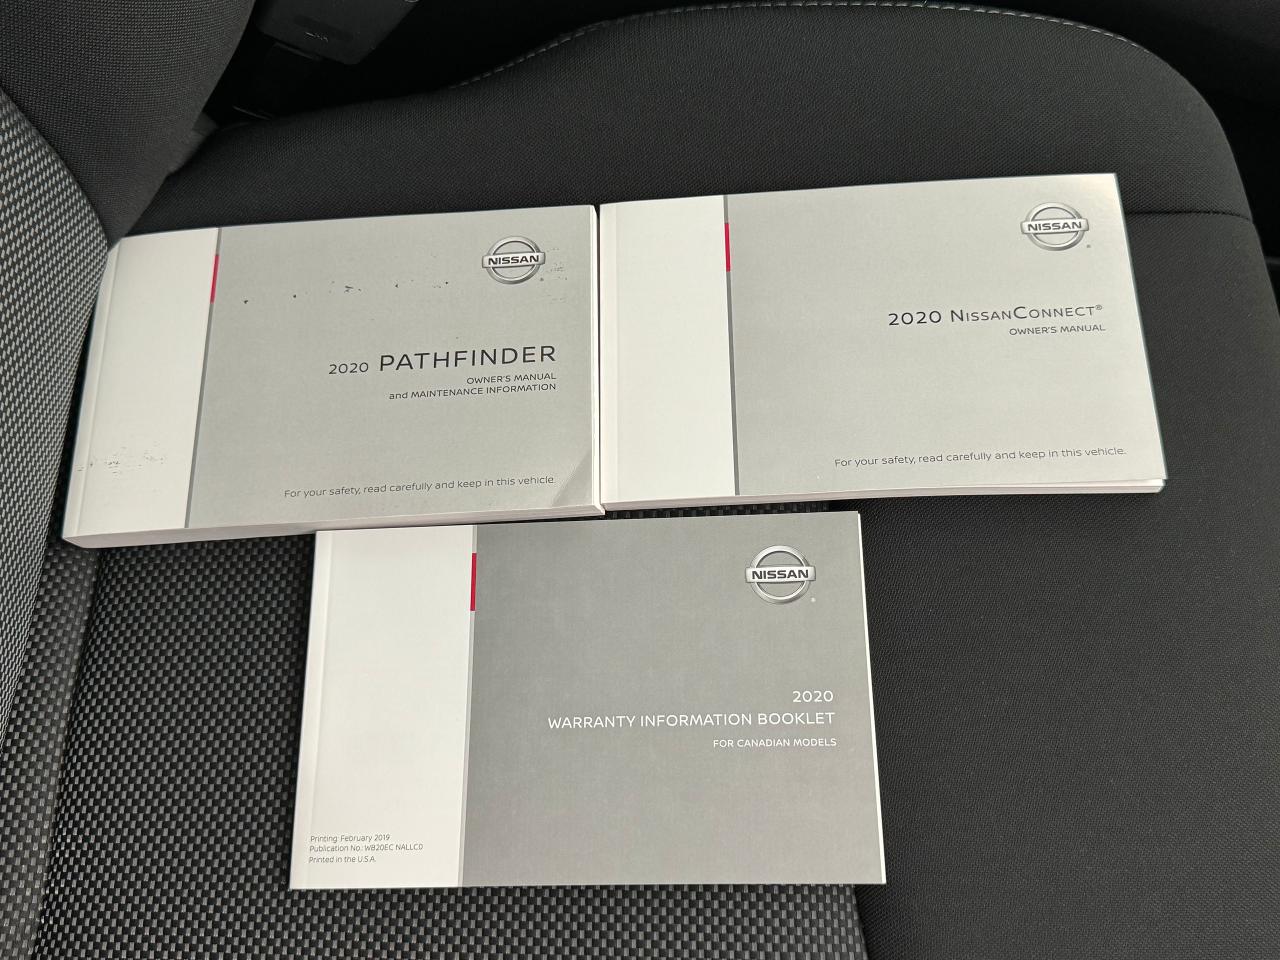 NISSAN
2020 PATHFINDER
OWNER'S MANUAL
and MAINTENANCE INFORMATION
For your safety, read carefully and keep in this vehicle.
NISSAN
2020 NISSANCONNECT®
OWNER'S MANUAL
For your safety, read carefully and keep in this vehicle.
NISSAN
2020
WARRANTY INFORMATION BOOKLET
FOR CANADIAN MODELS
Printing: February 2019
Publication No.: WB20EC NALLC0
Printed in the U.S.A.